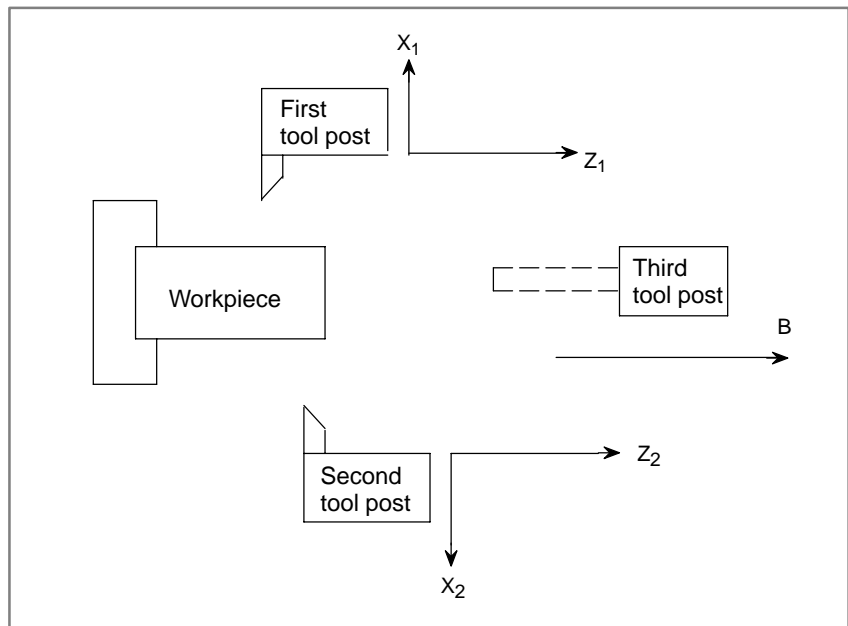 X1
First
tool post
Z1
Workpiece
Third
tool post
B
Second
tool post
Z2
X2